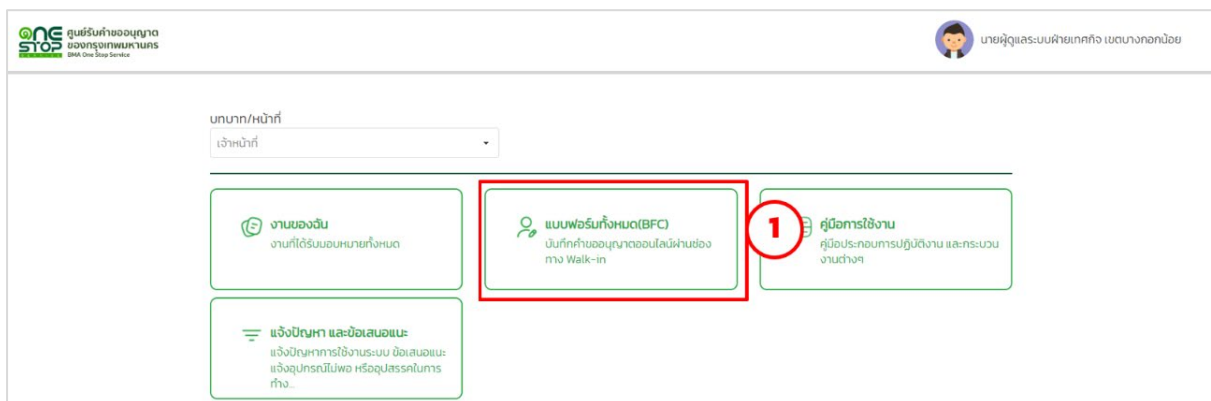 ONE STOP SERVICE
ศูนย์รับคำขออนุญาต
ของกรุงเทพมหานคร
BMA One Stop Service
นายผู้ดูแลระบบฝ่ายเทศกิจ เขตบางกอกน้อย
บทบาท/หน้าที่
เจ้าหน้าที่
งานของฉัน
งานที่ได้รับมอบหมายทั้งหมด
แบบฟอร์มทั้งหมด(BFC)
บันทึกคำขออนุญาตออนไลน์ผ่านช่อง
ทาง Walk-in
1
คู่มือการใช้งาน
คู่มือประกอบการปฏิบัติงาน และกระบวน
งานต่างๆ
แจ้งปัญหา และข้อเสนอแนะ
แจ้งปัญหาการใช้งานระบบ ข้อเสนอแนะ
แจ้งอุปกรณ์ไม่พอ หรืออุปสรรคในการ
ทำง...